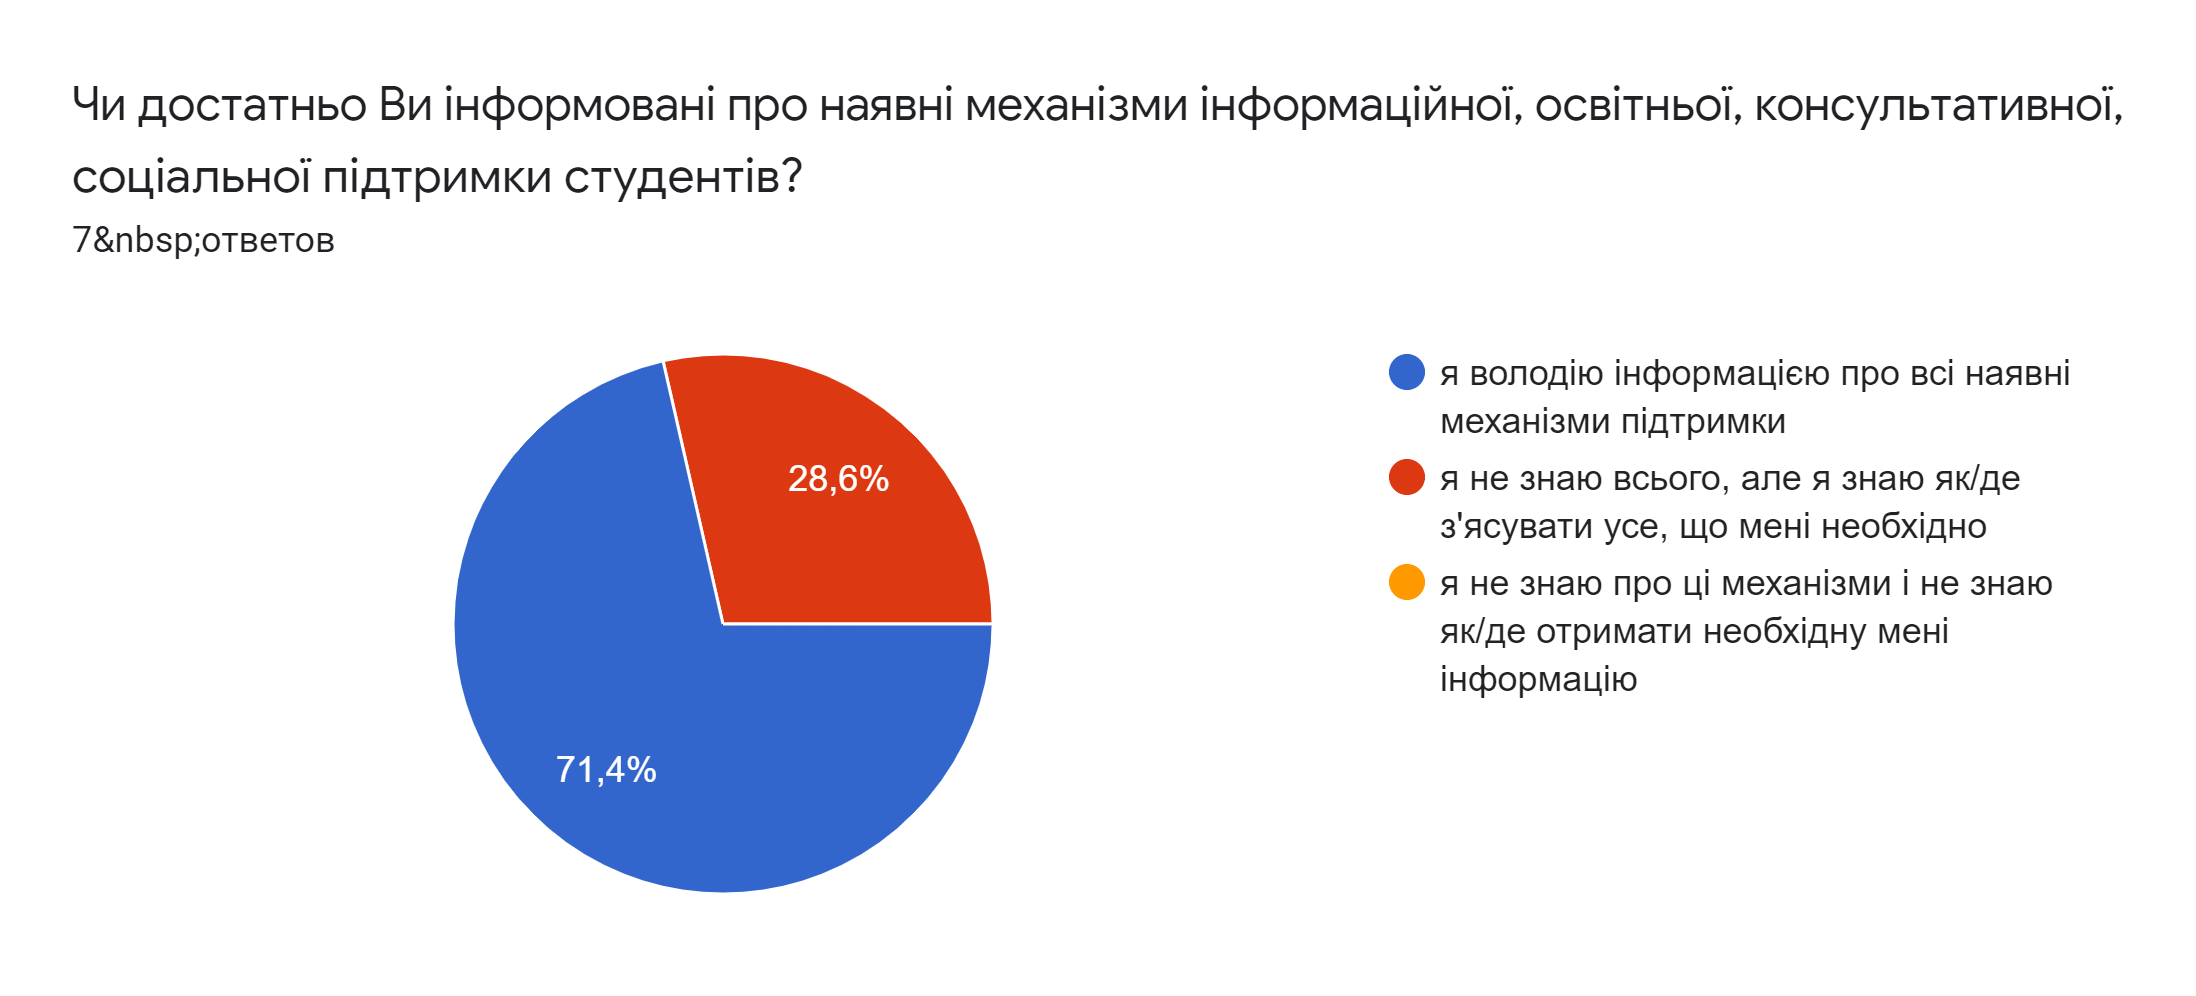 Чи достатньо Ви інформовані про наявні механізми інформаційної, освітньої, консультативної,
соціальної підтримки студентів?
7&nbsp;ответов
28,6%
71,4%
я володію інформацією про всі наявні
механізми підтримки
я не знаю всього, але я знаю як/де
з'ясувати усе, що мені необхідно
я не знаю про ці механізми і не знаю
як/де отримати необхідну мені
інформацію